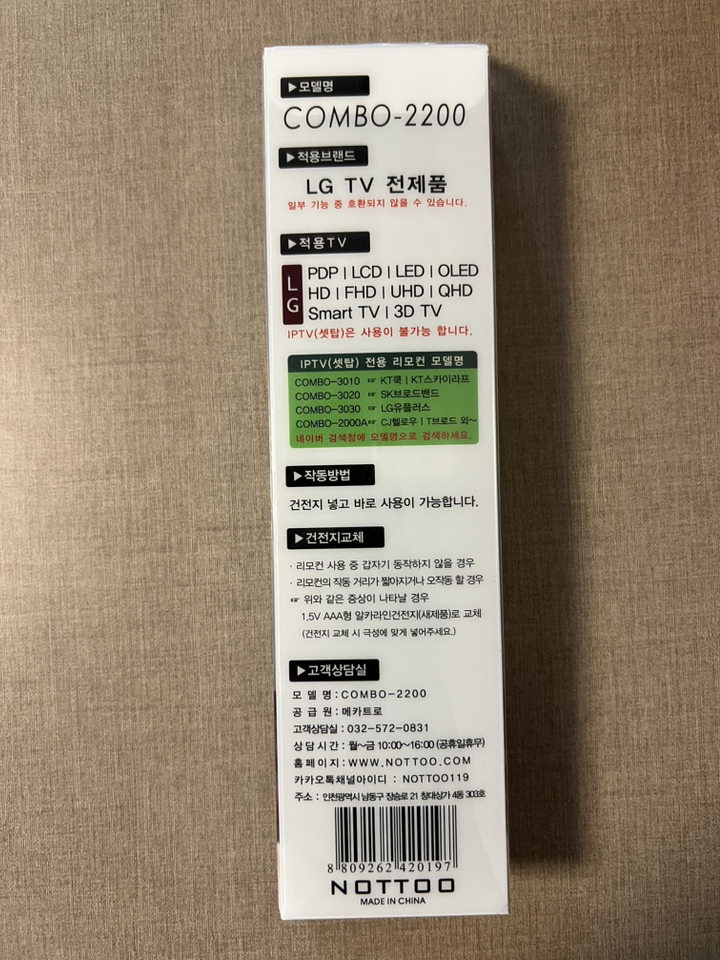 ▶모델명
COMBO-2200
▶적용브랜드
LG TV 전제품
일부 기능 중 호환되지 않을 수 있습니다.
▶적용TV
LG
PDP | LCD | LED | OLED
HD | FHD | UHD | QHD
Smart TV | 3D TV
IPTV(셋탑)은 사용이 불가능 합니다.
IPTV(셋탑) 전용 리모컨 모델명
COMBO-3010 ☞ KT쿡 | KT스카이라프
COMBO-3020 ☞ SK브로드밴드
COMBO-3030 ☞ LG유플러스
COMBO-2000A☞ CJ헬로우 | T브로드 외~
네이버 검색창에 모델명으로 검색하세요.
▶작동방법
건전지 넣고 바로 사용이 가능합니다.
▶건전지교체
· 리모컨 사용 중 갑자기 동작하지 않을 경우
· 리모컨의 작동 거리가 짧아지거나 오작동 할 경우
☞ 위와 같은 증상이 나타날 경우
1.5V AAA형 알카라인건전지(새제품)로 교체
(건전지 교체 시 극성에 맞게 넣어주세요.)
▶고객상담실
모 델 명 : COMBO-2200
공 급 원 : 메카트로
고객상담실 : 032-572-0831
상담시간 : 월~금 10:00~16:00 (공휴일휴무)
홈페이지 : WWW.NOTTOO.COM
카카오톡채널아이디 : NOTTOO119
주소 : 인천광역시 남동구 장승로 21 창대상가 4동 303호
8 809262 420197
NOTTOO
MADE IN CHINA